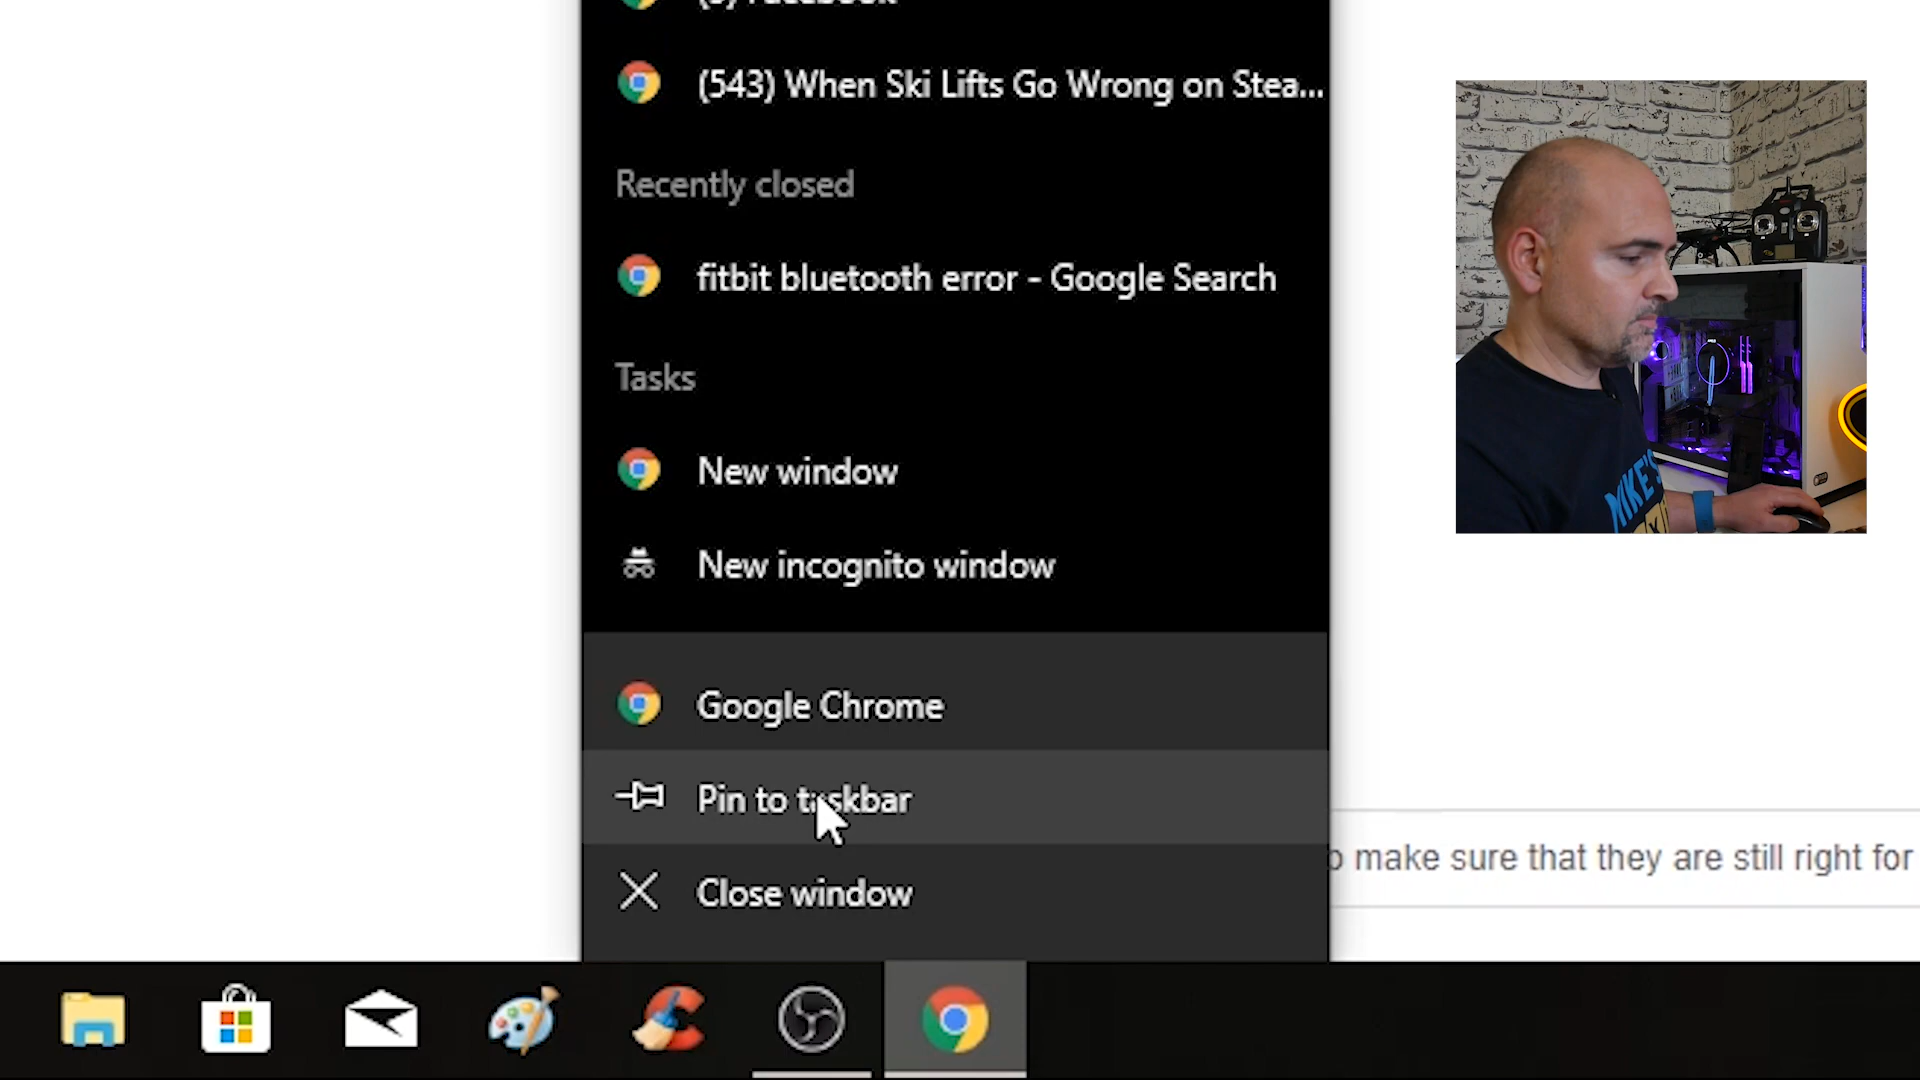 (543) When Ski Lifts Go Wrong on Stea...
Recently closed
fitbit bluetooth error - Google Search
Tasks
New window
New incognito window
Google Chrome
Pin to taskbar
Close window
make sure that they are still right for
MIKE'S